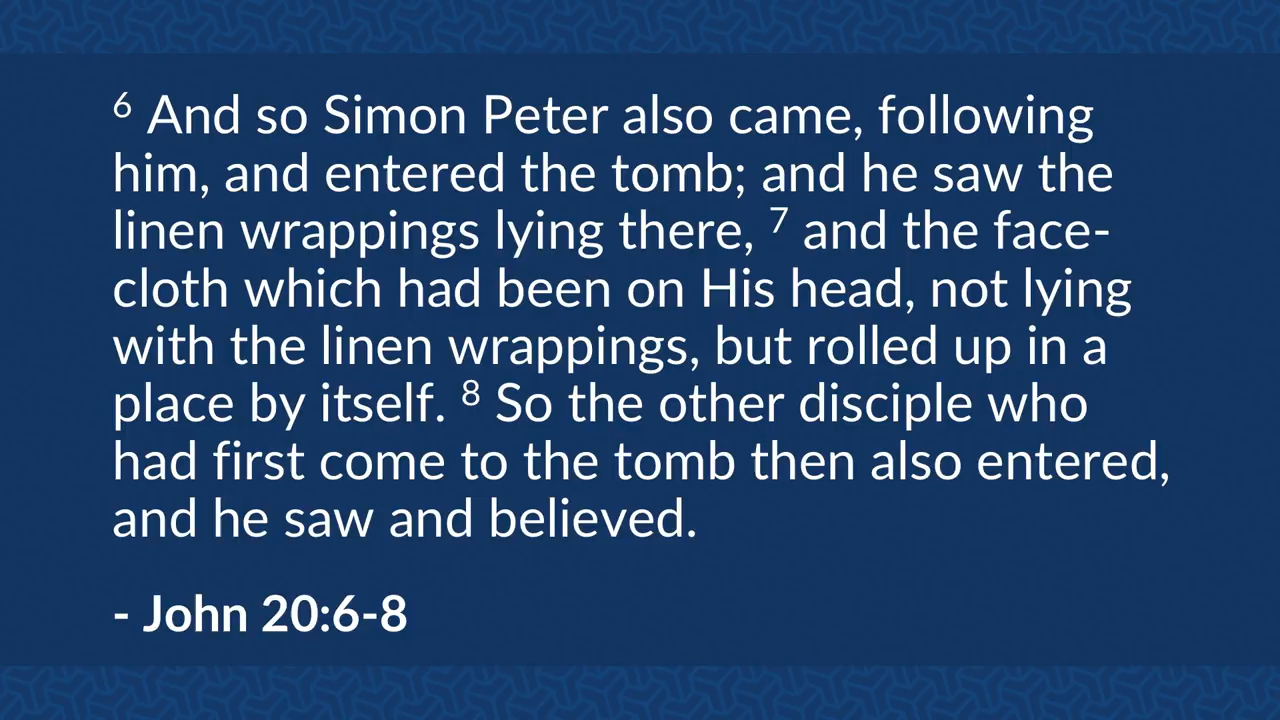 6 And so Simon Peter also came, following
him, and entered the tomb; and he saw the
linen wrappings lying there, 7 and the face-
cloth which had been on His head, not lying
with the linen wrappings, but rolled up in a
place by itself. 8 So the other disciple who
had first come to the tomb then also entered,
and he saw and believed.
- John 20:6-8